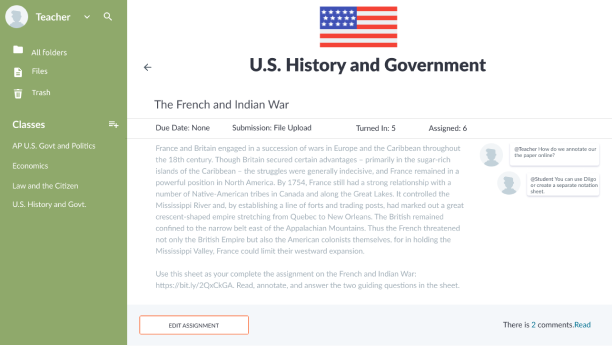 Teacher
All folders
Files
Trash
Classes
AP U.S. Govt and Politics
Economics
Law and the Citizen
U.S. History and Govt.
U.S. History and Government
The French and Indian War
Due Date: None Submission: File Upload Turned In: 5 Assigned: 6
France and Britain engaged in a succession of wars in Europe and the Caribbean throughout
the 18th century. Though Britain secured certain advantages – primarily in the sugar-rich
islands of the Caribbean – the struggles were generally indecisive, and France remained in a
powerful position in North America. By 1754, France still had a strong relationship with a
number of Native-American tribes in Canada and along the Great Lakes. It controlled the
Mississippi River and, by establishing a line of forts and trading posts, had marked out a great
crescent-shaped empire stretching from Quebec to New Orleans. The British remained
confined to the narrow belt east of the Appalachian Mountains. Thus the French threatened
not only the British Empire but also the American colonists themselves, for in holding the
Mississippi Valley, France could limit their westward expansion.
Use this sheet as your complete the assignment on the French and Indian War:
https://bit.ly/2QxCkGA. Read, annotate, and answer the two guiding questions in the sheet.
@Teacher How do we annotate our
the paper online?
@Student You can use Diigo
or create a separate notation
sheet.
EDIT ASSIGNMENT
There is 2 comments.Read